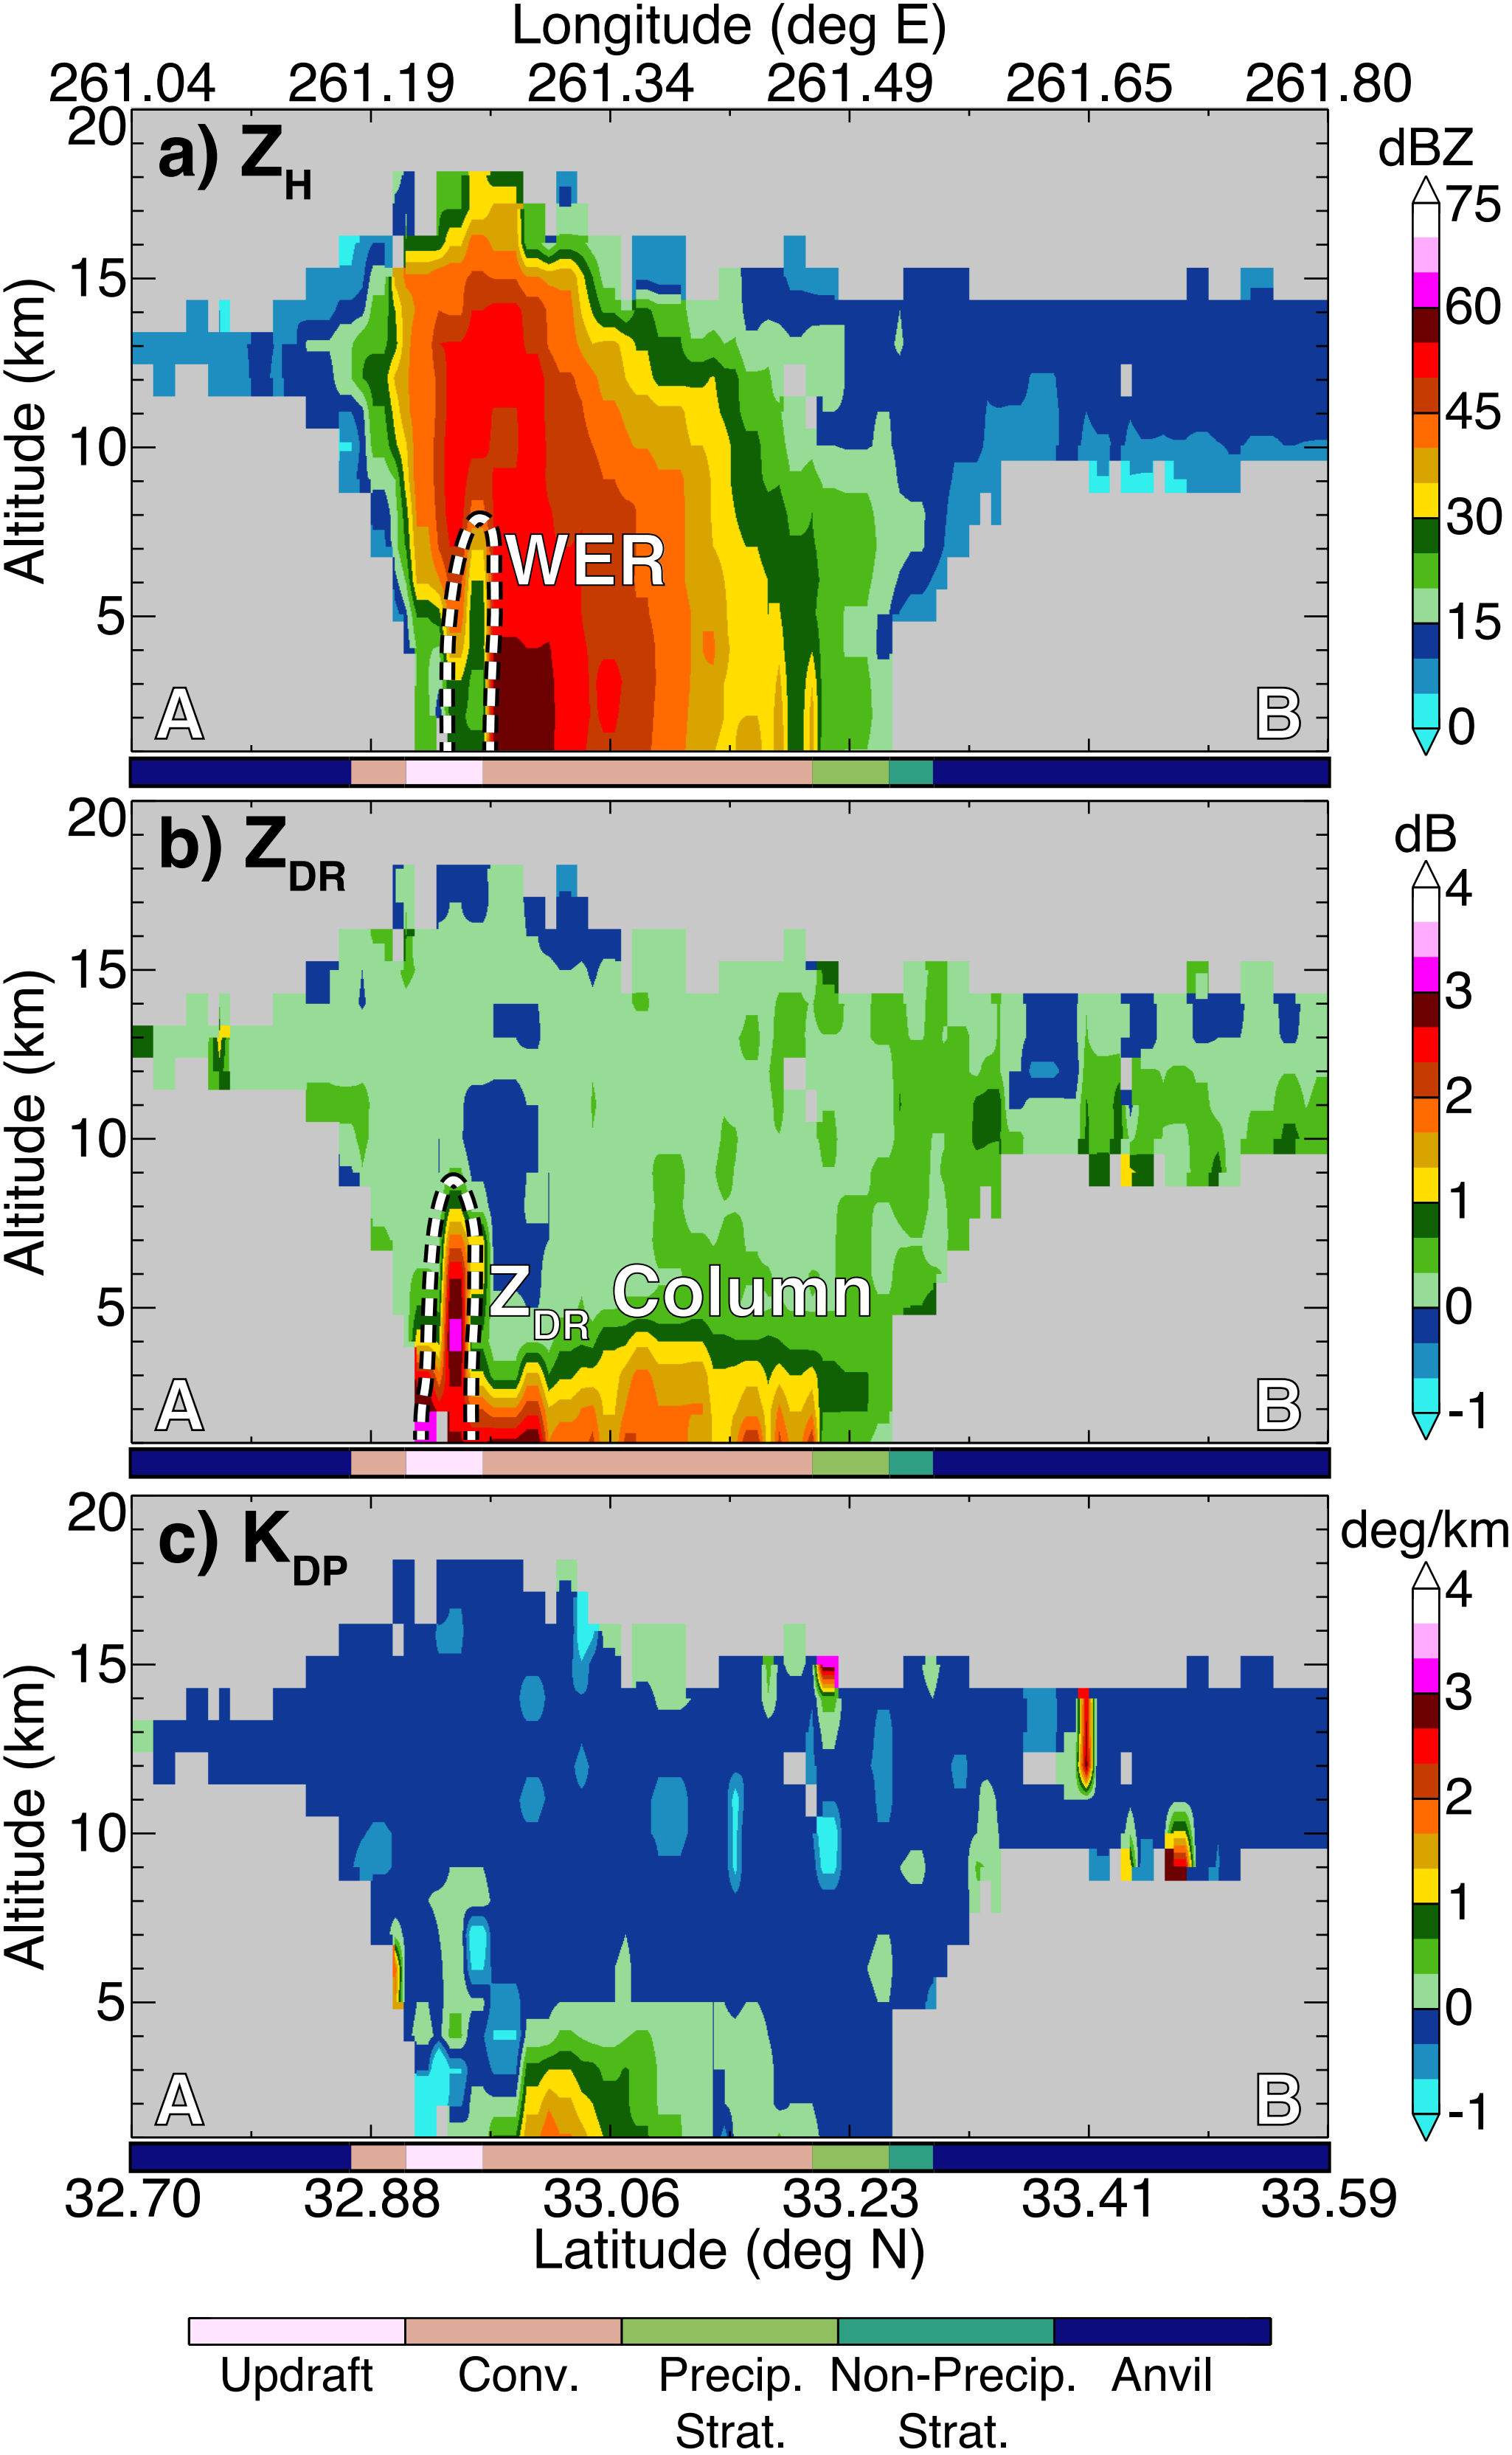 Longitude (deg E)
261.04 261.19 261.34 261.49 261.65 261.80
a) ZH
dBZ
20
15
10
5
Altitude (km)
WER
A
B
75
60
45
30
15
0
b) ZDR
dB
20
15
10
5
Altitude (km)
ZDR Column
A
B
4
3
2
1
0
-1
c) KDP
deg/km
20
15
10
5
Altitude (km)
A
B
4
3
2
1
0
-1
32.70 32.88 33.06 33.23 33.41 33.59
Latitude (deg N)
Updraft Conv. Precip. Non-Precip. Anvil
Strat. Strat.